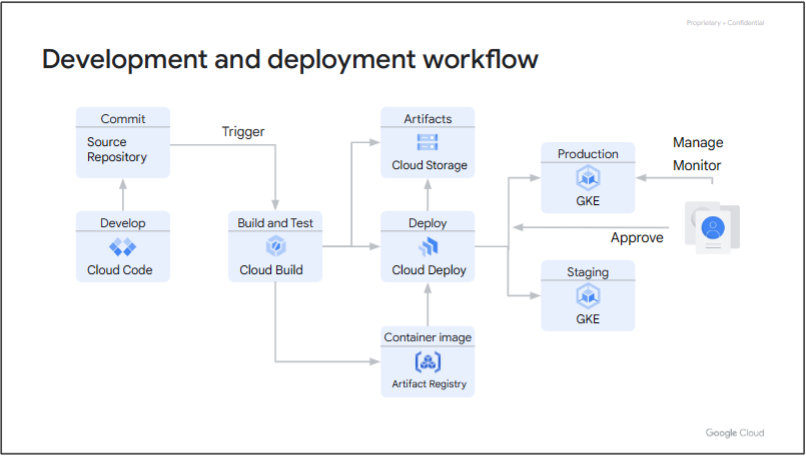 Proprietary + Confidential
Development and deployment workflow
Commit
Source
Repository
Trigger
Artifacts
Cloud Storage
Production
GKE
Manage
Monitor
Develop
Cloud Code
Build and Test
Cloud Build
Deploy
Cloud Deploy
Approve
Staging
GKE
Container image
Artifact Registry
Google Cloud